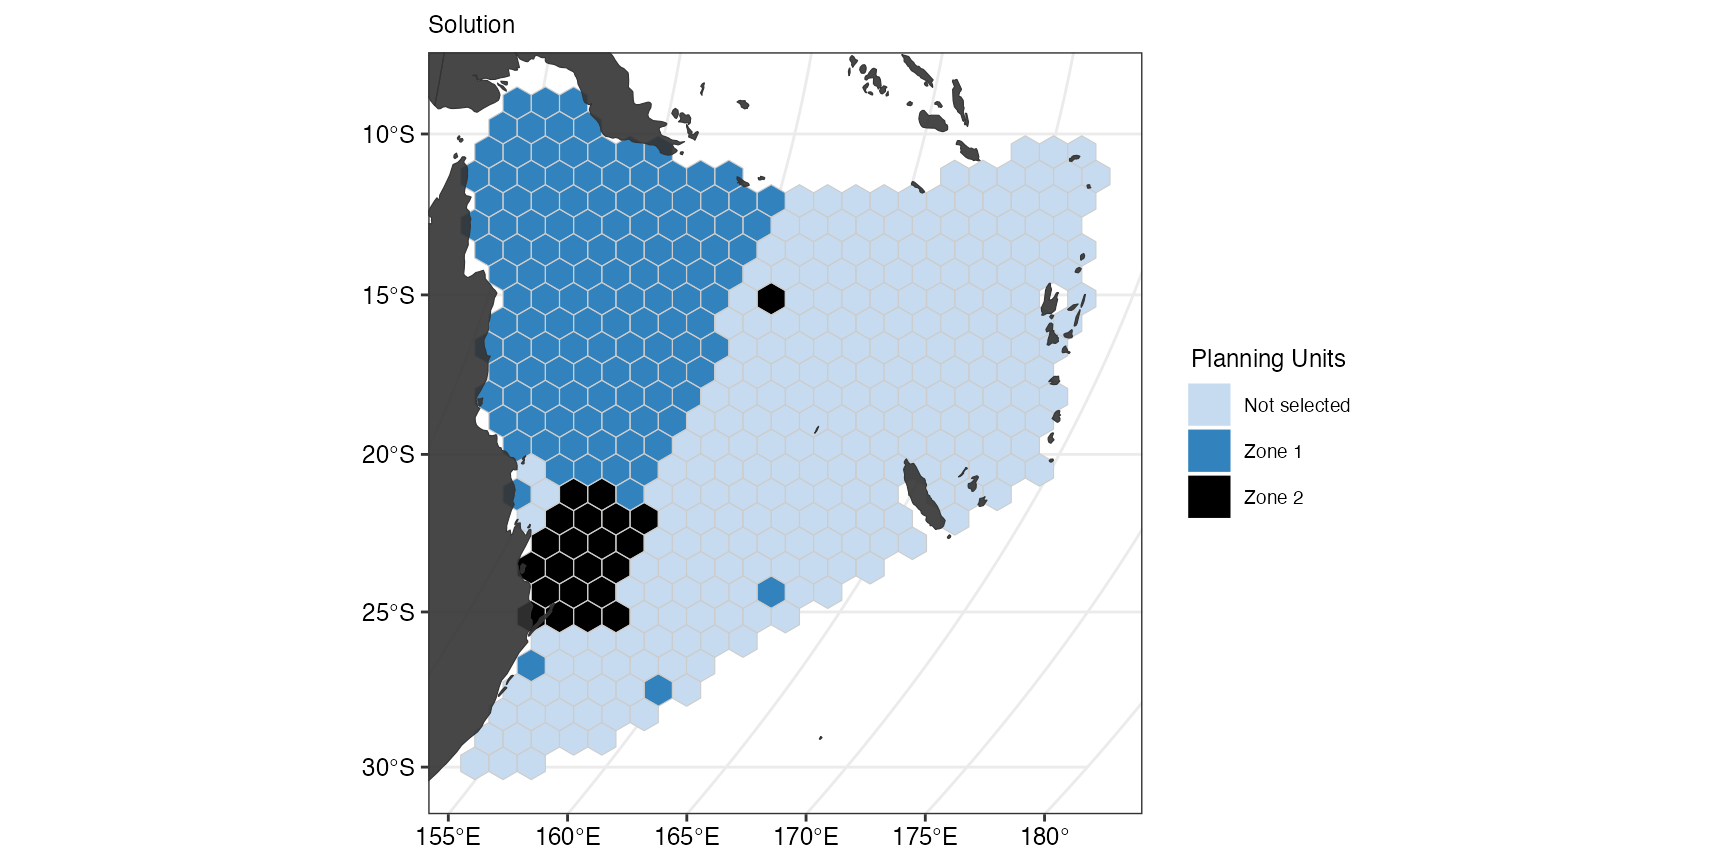 Solution
10°S
15°S
20°S
25°S
30°S
155°E 160°E 165°E 170°E 175°E 180°
Planning Units
Not selected
Zone 1
Zone 2